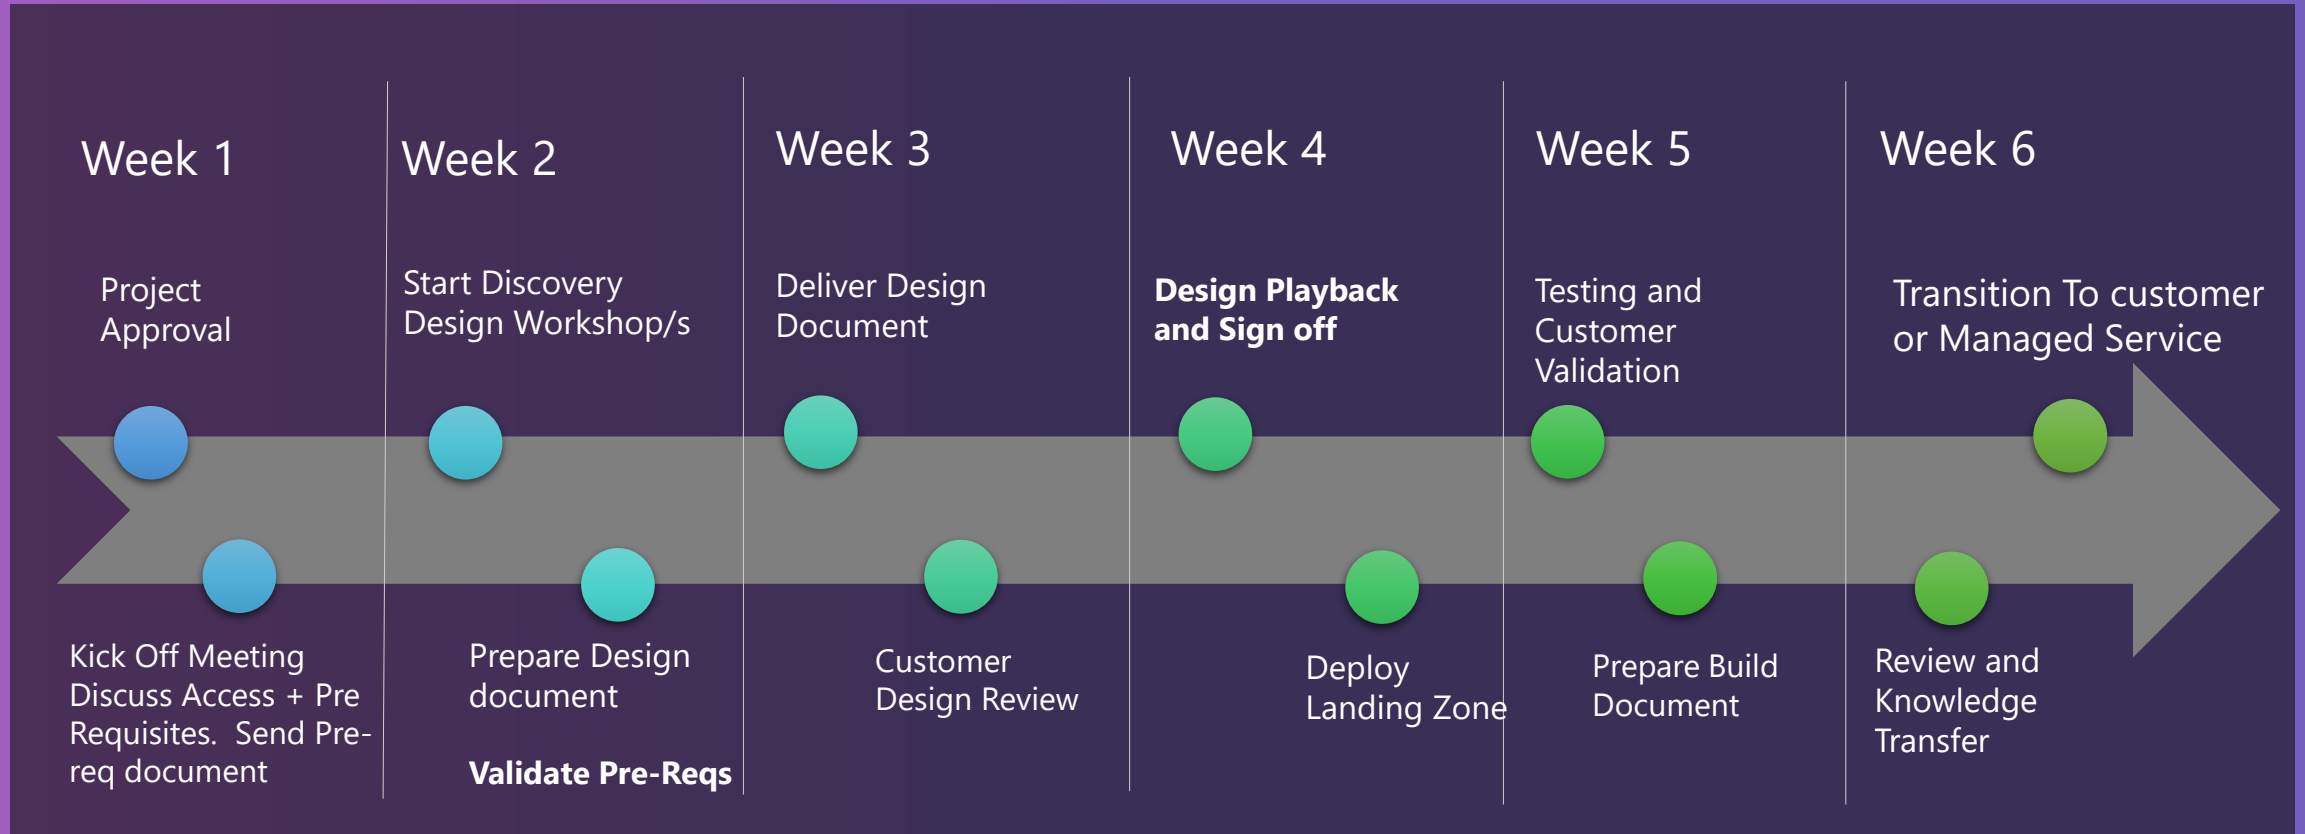 Week 1
Week 2
Week 3
Week 4
Week 5
Week 6
Project
Approval
Start Discovery
Design Workshop/s
Deliver Design
Document
Design Playback
and Sign off
Testing and
Customer
Validation
Transition To customer
or Managed Service
Kick Off Meeting
Discuss Access + Pre
Requisites.  Send Pre-
req document
Prepare Design
document
Validate Pre-Reqs
Customer
Design Review
Deploy
Landing Zone
Prepare Build
Document
Review and
Knowledge
Transfer